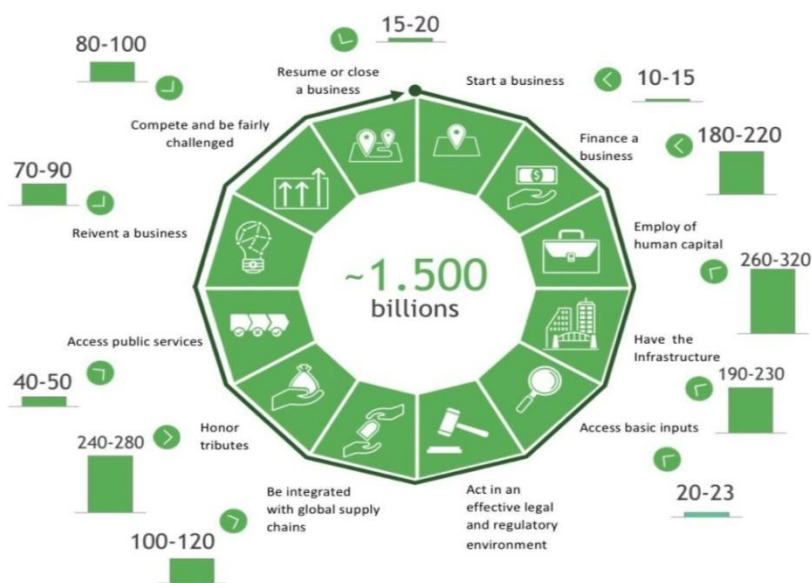 15-20
Resume or close
a business
Start a business
10-15
80-100
Compete and be fairly
challenged
Finance a
business
180-220
70-90
Reivent a business
Employ of
human capital
260-320
~1.500
billions
Access public services
40-50
Have the
Infrastructure
190-230
Honor
tributes
240-280
Access basic inputs
20-23
Be integrated
with global supply
chains
100-120
Act in an
effective legal
and regulatory
environment